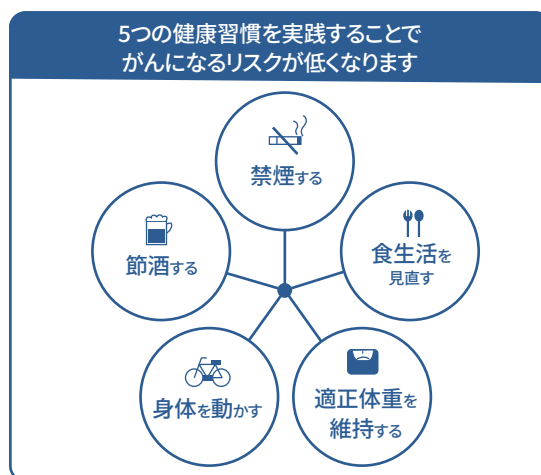 5つの健康習慣を実践することで
がんになるリスクが低くなります
禁煙する
節酒する
食生活を
見直す
身体を動かす
適正体重を
維持する